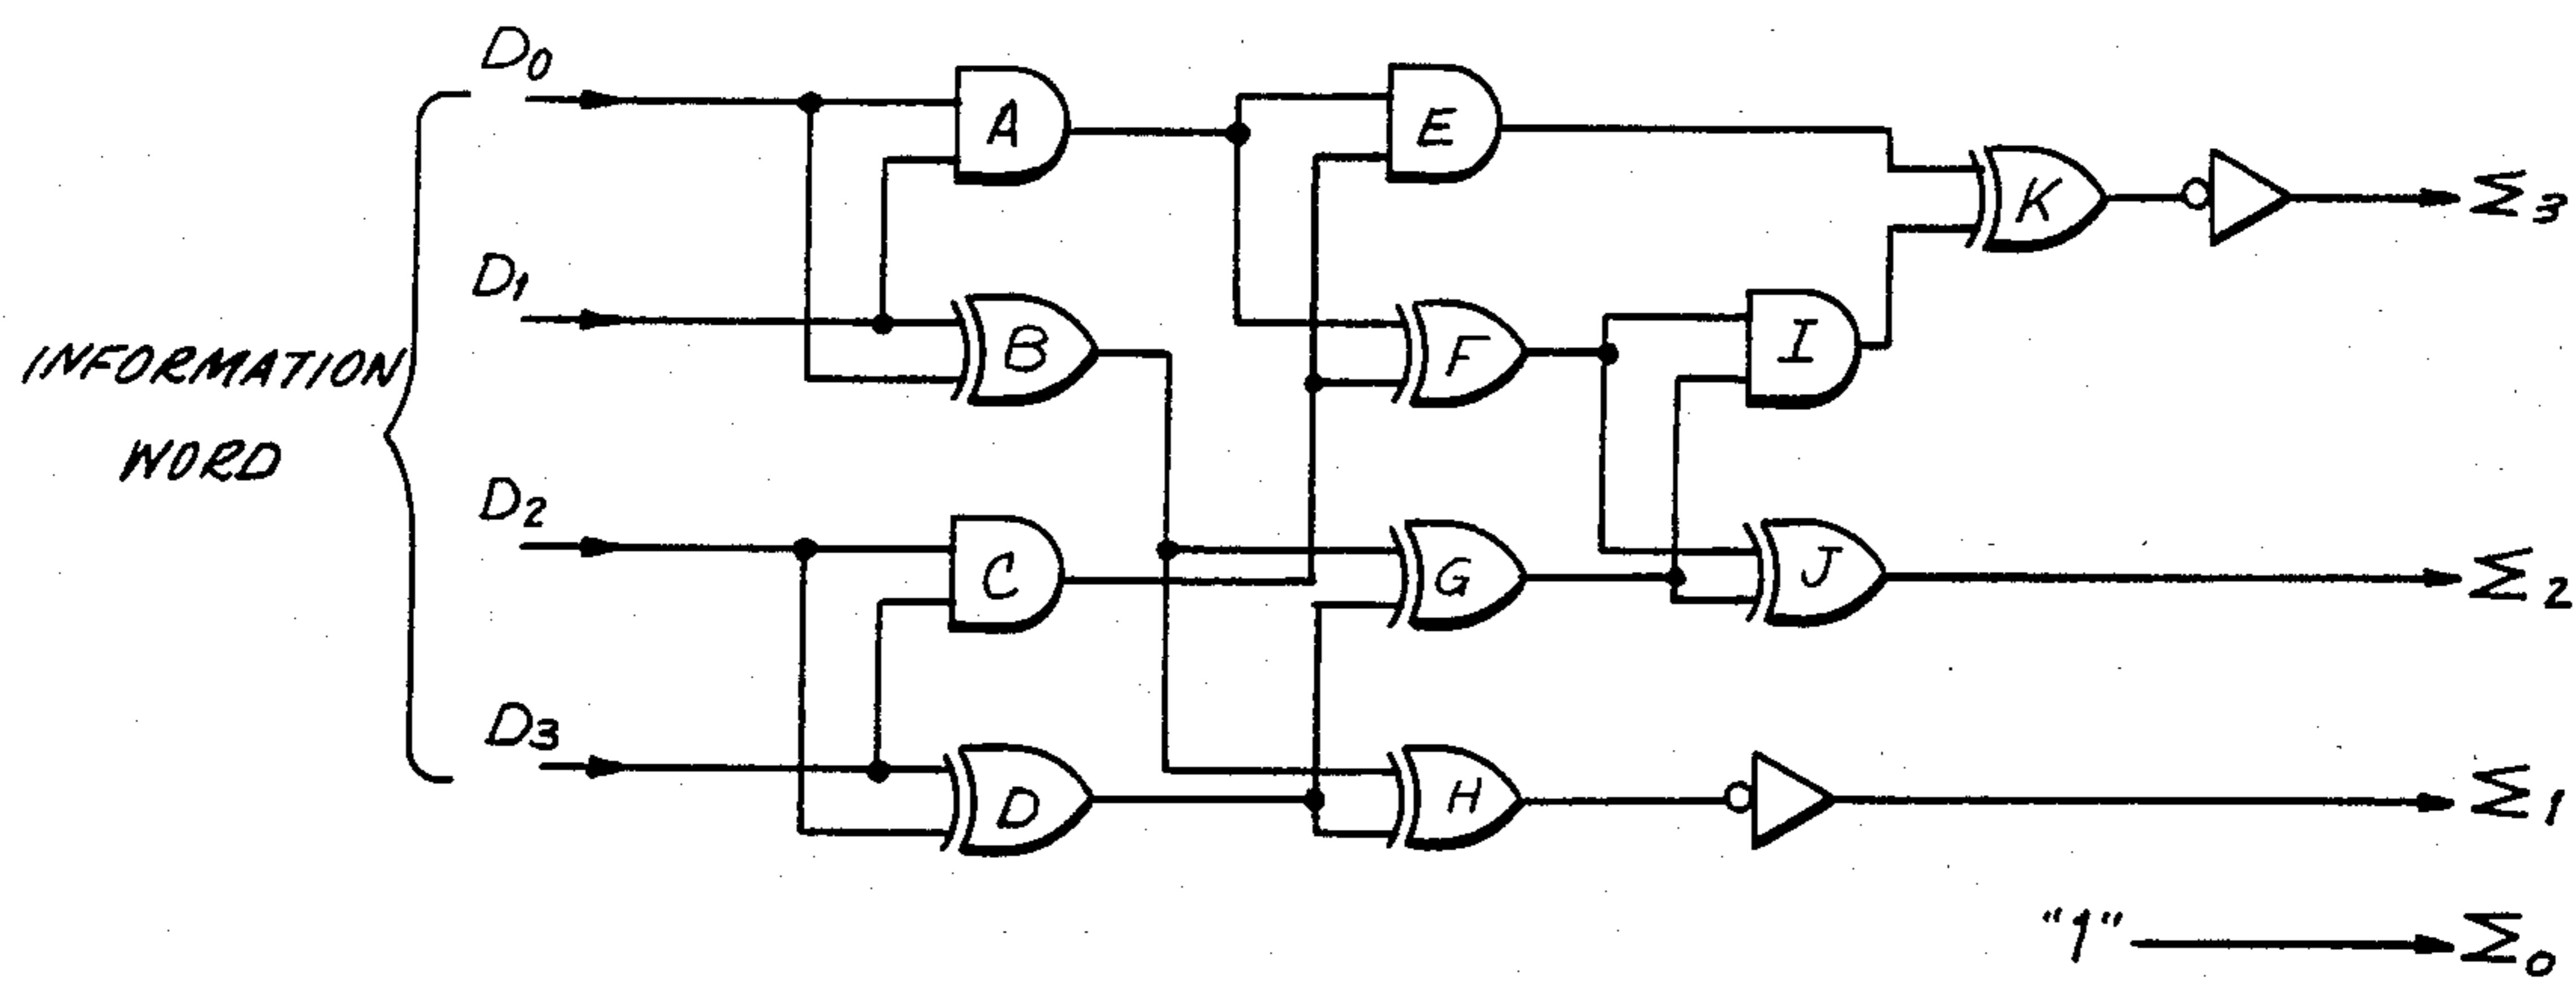 D0
A
E
K
Σ3
D1
B
F
I
INFORMATION
WORD
D2
C
G
J
Σ2
D3
D
H
Σ1
"1"
Σ0